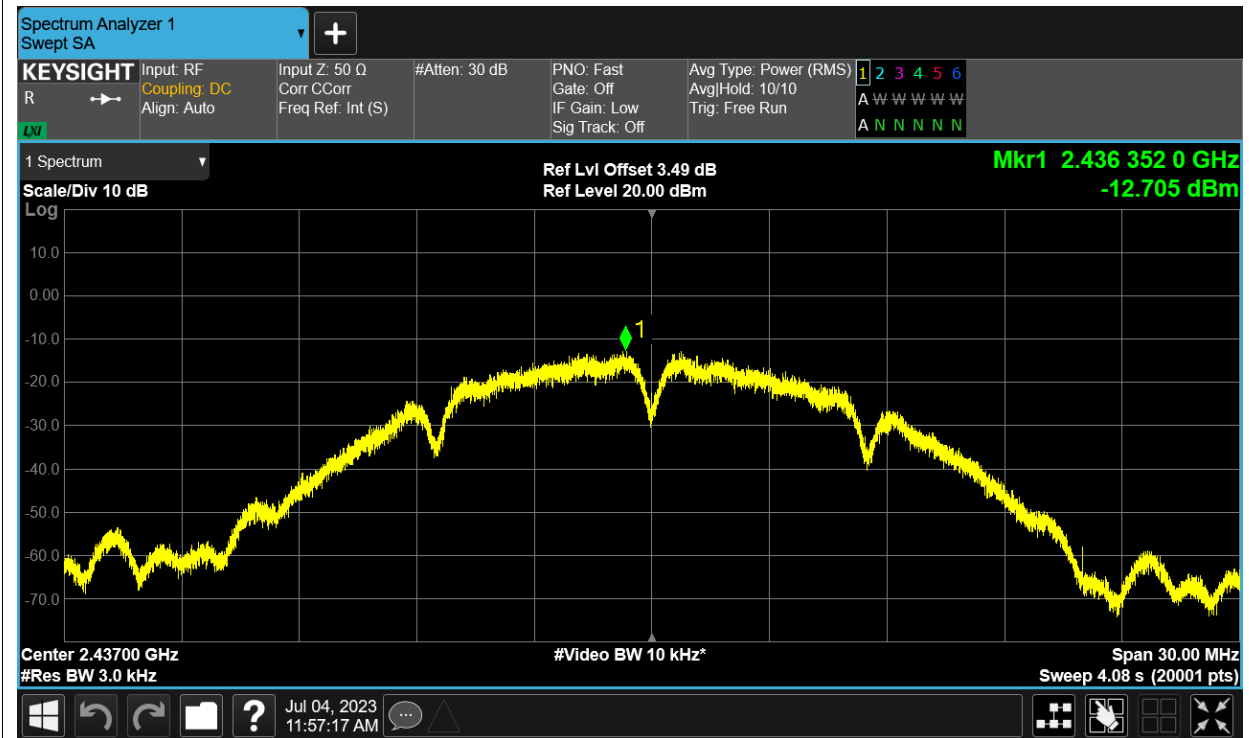 Spectrum Analyzer 1
Swept SA
KEYSIGHT
R
LXI
Input: RF
Coupling: DC
Align: Auto
Input Z: 50 Ω
Corr CCorr
Freq Ref: Int (S)
#Atten: 30 dB
PNO: Fast
Gate: Off
IF Gain: Low
Sig Track: Off
Avg Type: Power (RMS)
Avg|Hold: 10/10
Trig: Free Run
1 2 3 4 5 6
A W W W W W
A N N N N N
1 Spectrum
Scale/Div 10 dB
Ref Lvl Offset 3.49 dB
Ref Level 20.00 dBm
Mkr1 2.436 352 0 GHz
-12.705 dBm
Log
10.0
0.00
-10.0
-20.0
-30.0
-40.0
-50.0
-60.0
-70.0
1
Center 2.43700 GHz
#Res BW 3.0 kHz
#Video BW 10 kHz*
Span 30.00 MHz
Sweep 4.08 s (20001 pts)
?
Jul 04, 2023
11:57:17 AM